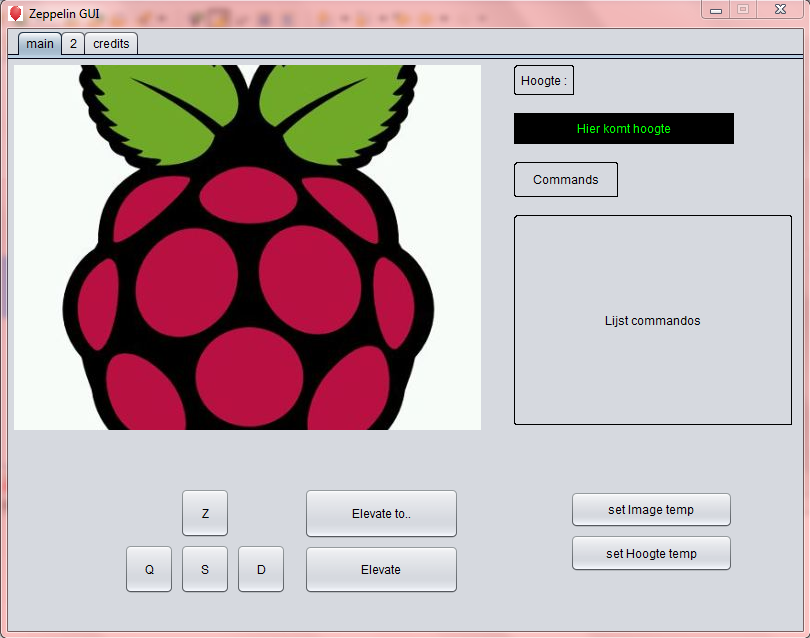 Zeppelin GUI
main
2
credits
Hoogte :
Hier komt hoogte
Commands
Lijst commandos
Z
Elevate to..
Q
S
D
Elevate
set Image temp
set Hoogte temp